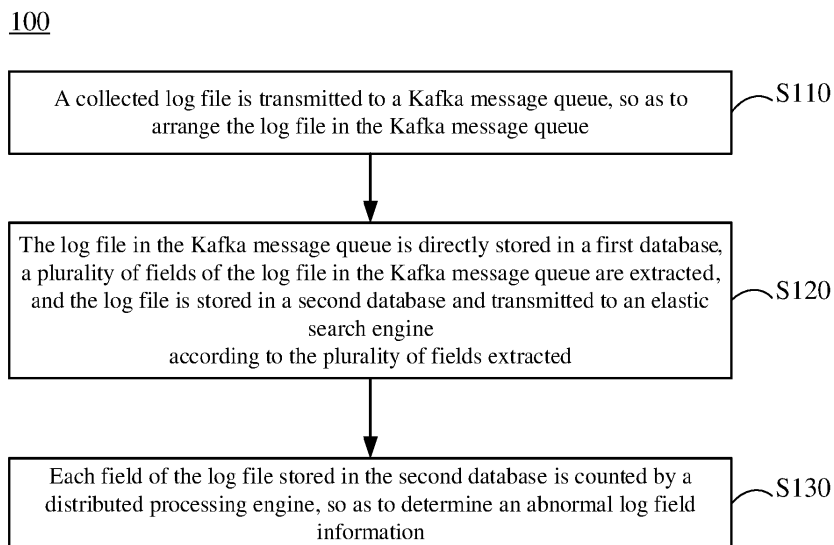 100
A collected log file is transmitted to a Kafka message queue, so as to
arrange the log file in the Kafka message queue
S110
The log file in the Kafka message queue is directly stored in a first database,
a plurality of fields of the log file in the Kafka message queue are extracted,
and the log file is stored in a second database and transmitted to an elastic
search engine
according to the plurality of fields extracted
S120
Each field of the log file stored in the second database is counted by a
distributed processing engine, so as to determine an abnormal log field
information
S130